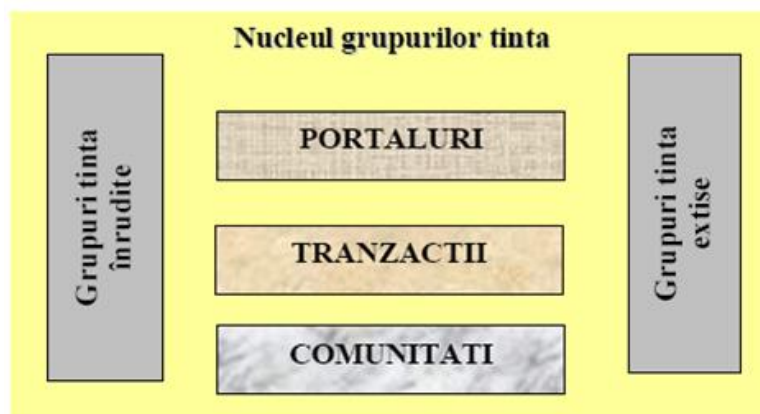 Nucleul grupurilor tinta
Grupuri tinta
înrudite
PORTALURI
TRANZACTII
COMUNITATI
Grupuri tinta
extise